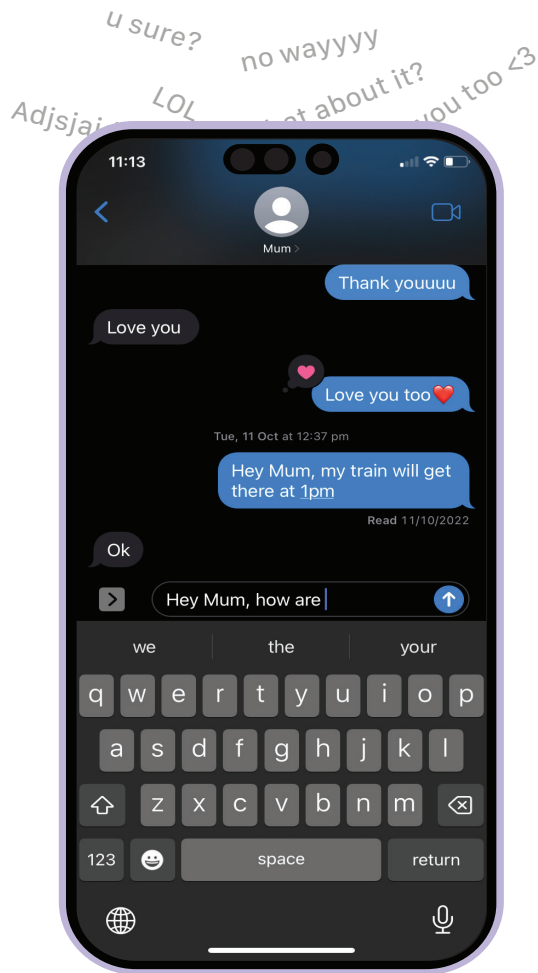 u sure?
no wayyyy
LOL
about it?
you too <3
11:13
Mum >
Thank youuuu
Love you
Love you too❤️
Tue, 11 Oct at 12:37 pm
Hey Mum, my train will get
there at 1pm
Read 11/10/2022
Ok
Hey Mum, how are
we the your
q w e r t y u i o p
a s d f g h j k l
z x c v b n m
123 space return